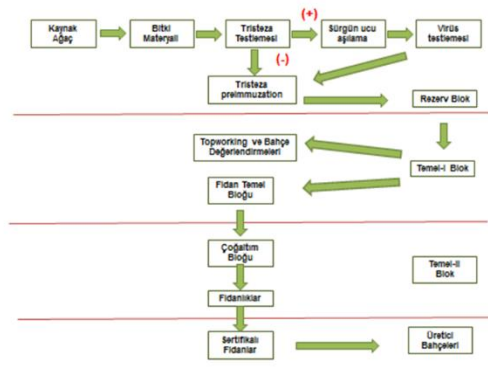 Kaynak
Ağaç
Bitki
Materyali
Tristeza
Testlemesi
(+)
Sürgün ucu
aşılama
Virüs
testlemesi
(-)
Tristeza
preimmuzation
Rezerv Blok
Topworking ve Bahçe
Değerlendirmeleri
Temel-I Blok
Fidan Temel
Bloğu
Çoğaltım
Bloğu
Temel-II
Blok
Fidanlıklar
Sertifikalı
Fidanlar
Üretici
Bahçeleri